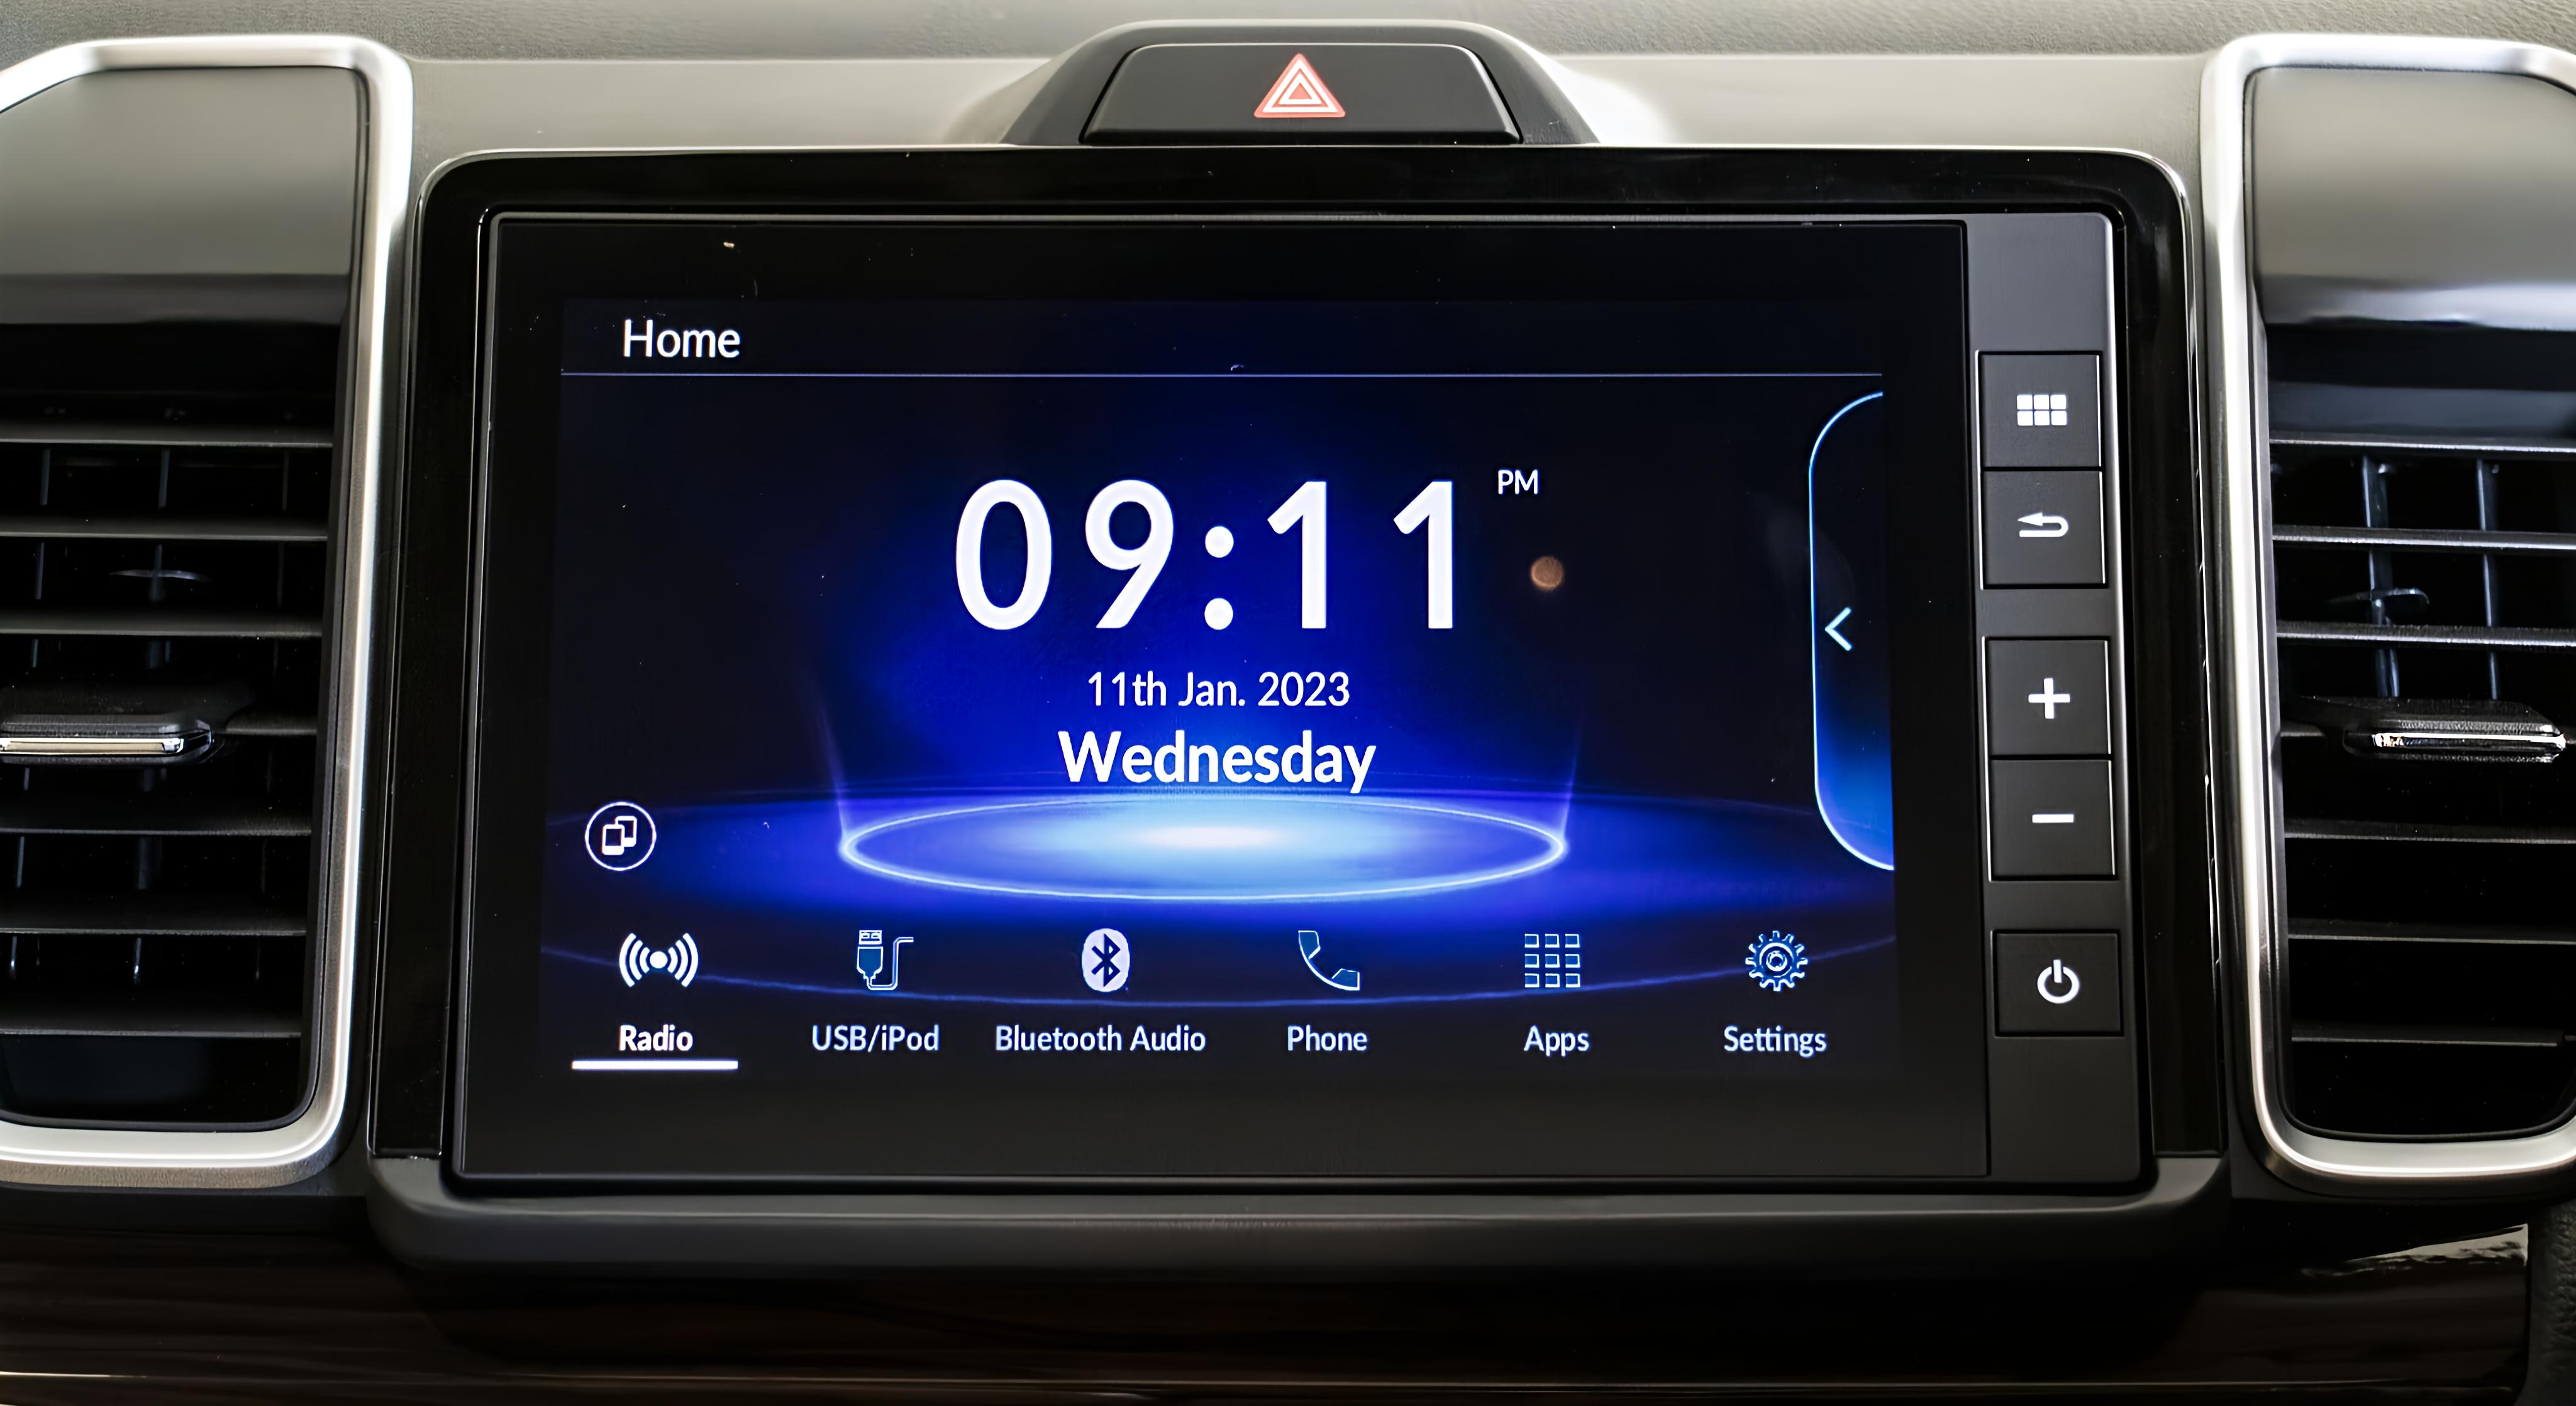 Home
09:11 PM
11th Jan. 2023
Wednesday
Radio USB/iPod Bluetooth Audio Phone Apps Settings